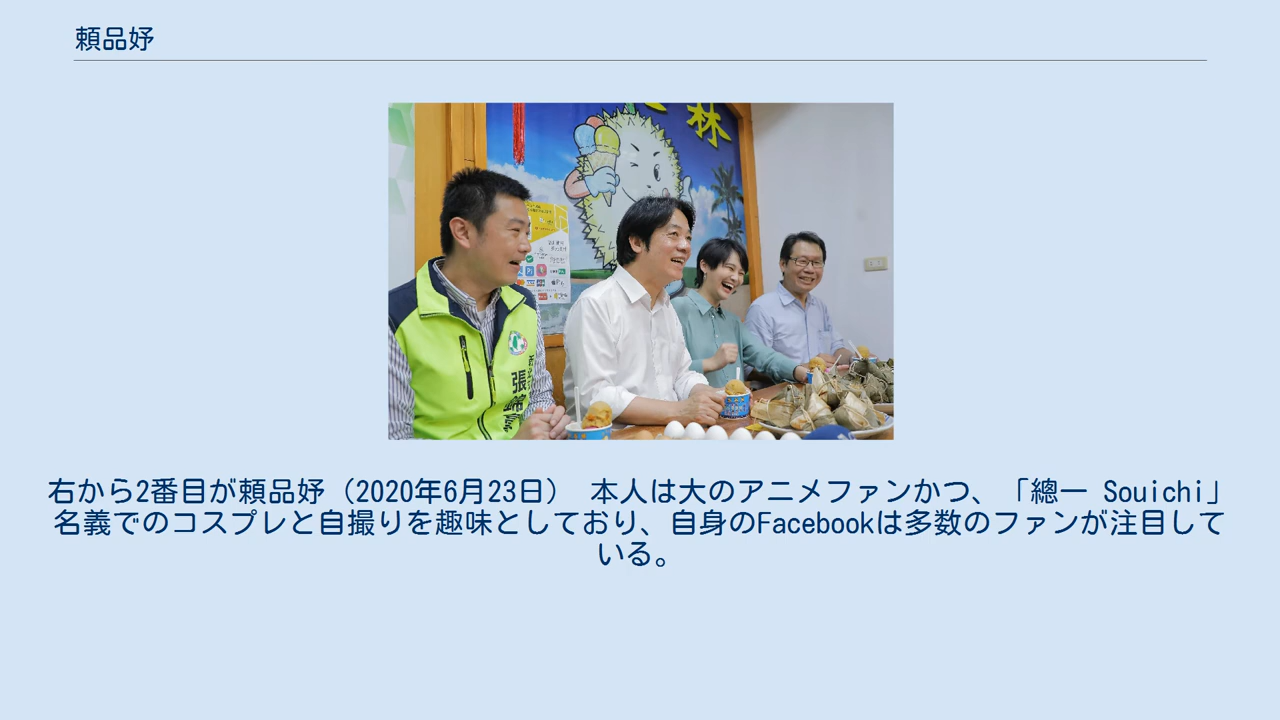 頼品妤
林
右から2番目が頼品妤（2020年6月23日） 本人は大のアニメファンかつ、「總一 Souichi」
名義でのコスプレと自撮りを趣味としており、自身のFacebookは多数のファンが注目して
いる。